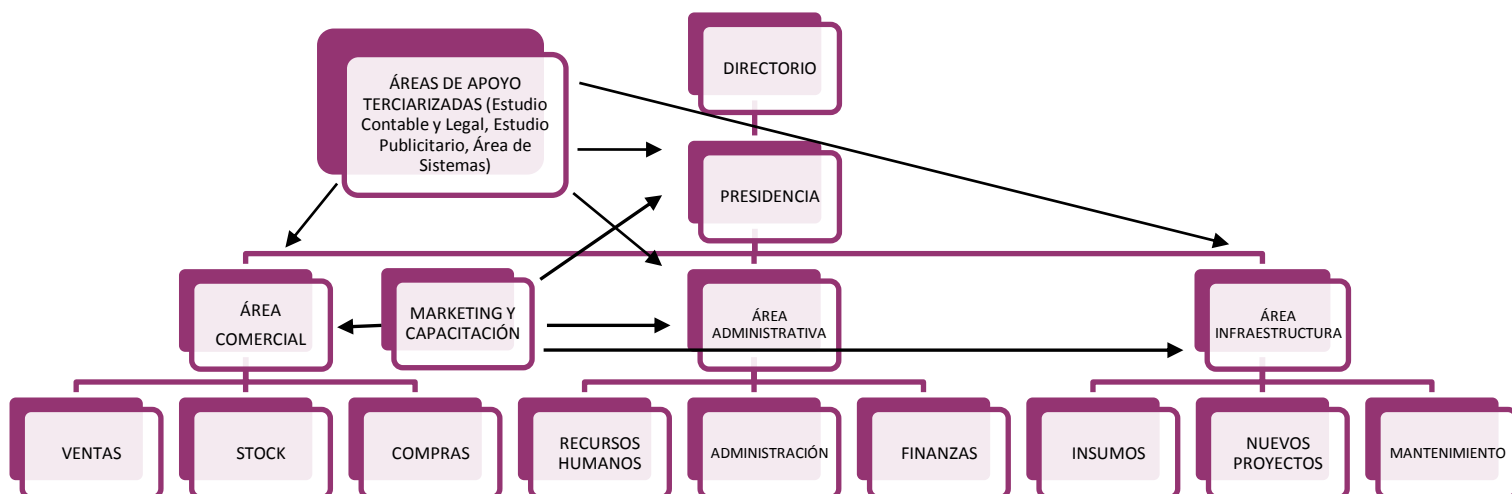 ÁREAS DE APOYO
TERCIARIZADAS (Estudio
Contable y Legal, Estudio
Publicitario, Área de
Sistemas)
DIRECTORIO
PRESIDENCIA
ÁREA
COMERCIAL
MARKETING Y
CAPACITACIÓN
ÁREA
ADMINISTRATIVA
ÁREA
INFRAESTRUCTURA
VENTAS
STOCK
COMPRAS
RECURSOS
HUMANOS
ADMINISTRACIÓN
FINANZAS
INSUMOS
NUEVOS
PROYECTOS
MANTENIMIENTO